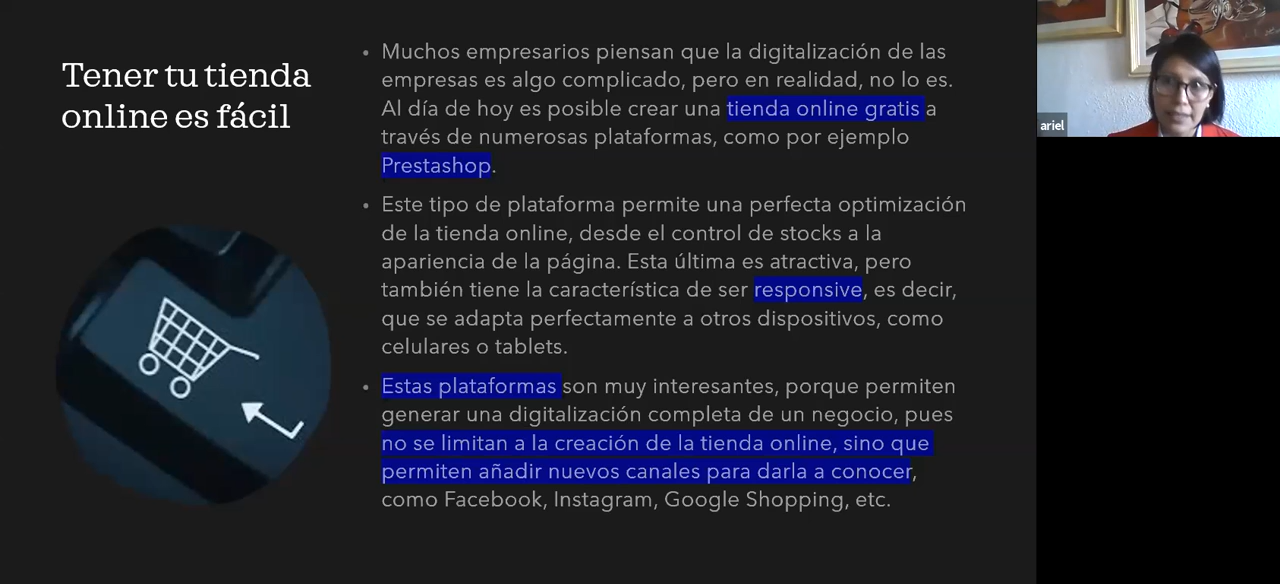 Tener tu tienda
online es fácil
• Muchos empresarios piensan que la digitalización de las
empresas es algo complicado, pero en realidad, no lo es.
Al día de hoy es posible crear una tienda online gratis a
través de numerosas plataformas, como por ejemplo
Prestashop.
• Este tipo de plataforma permite una perfecta optimización
de la tienda online, desde el control de stocks a la
apariencia de la página. Esta última es atractiva, pero
también tiene la característica de ser responsive, es decir,
que se adapta perfectamente a otros dispositivos, como
celulares o tablets.
• Estas plataformas son muy interesantes, porque permiten
generar una digitalización completa de un negocio, pues
no se limitan a la creación de la tienda online, sino que
permiten añadir nuevos canales para darla a conocer,
como Facebook, Instagram, Google Shopping, etc.
ariel